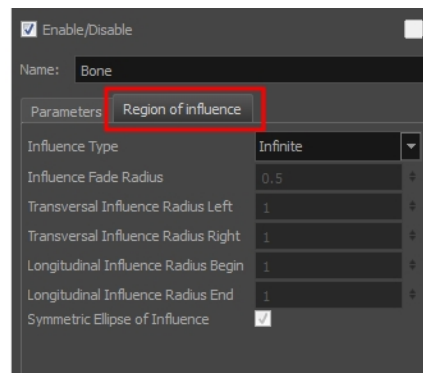 Enable/Disable
Name: Bone
Parameters Region of influence
Influence Type Infinite
Influence Fade Radius 0.5
Transversal Influence Radius Left 1
Transversal Influence Radius Right 1
Longitudinal Influence Radius Begin 1
Longitudinal Influence Radius End 1
Symmetric Ellipse of Influence